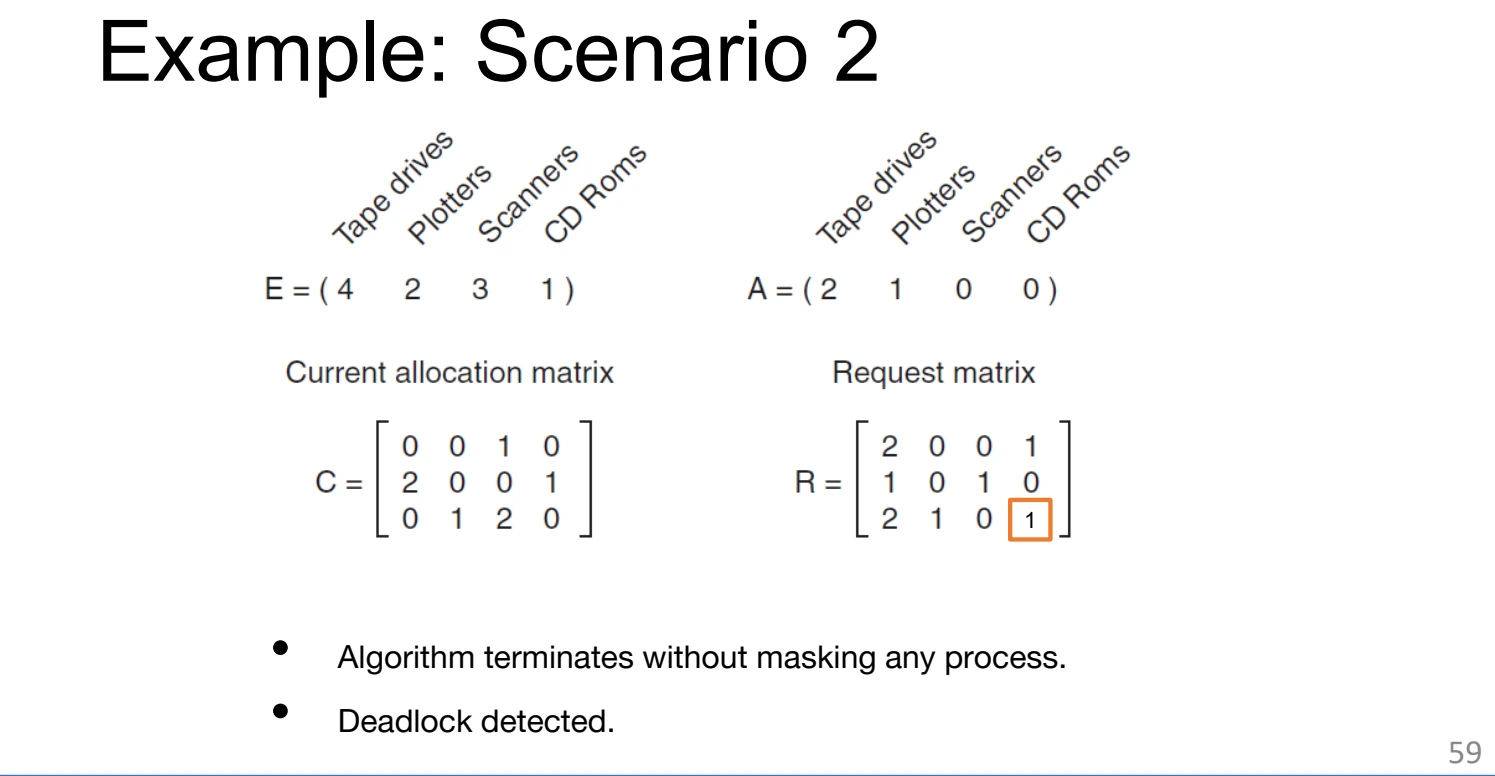 Example: Scenario 2
Tape drives Plotters Scanners CD Roms
Tape drives Plotters Scanners CD Roms
E = ( 4 2 3 1 )
A = ( 2 1 0 0 )
Current allocation matrix
Request matrix
C =
0 0 1 0
2 0 0 1
0 1 2 0
R =
2 0 0 1
1 0 1 0
2 1 0 1
• Algorithm terminates without masking any process.
• Deadlock detected.
59